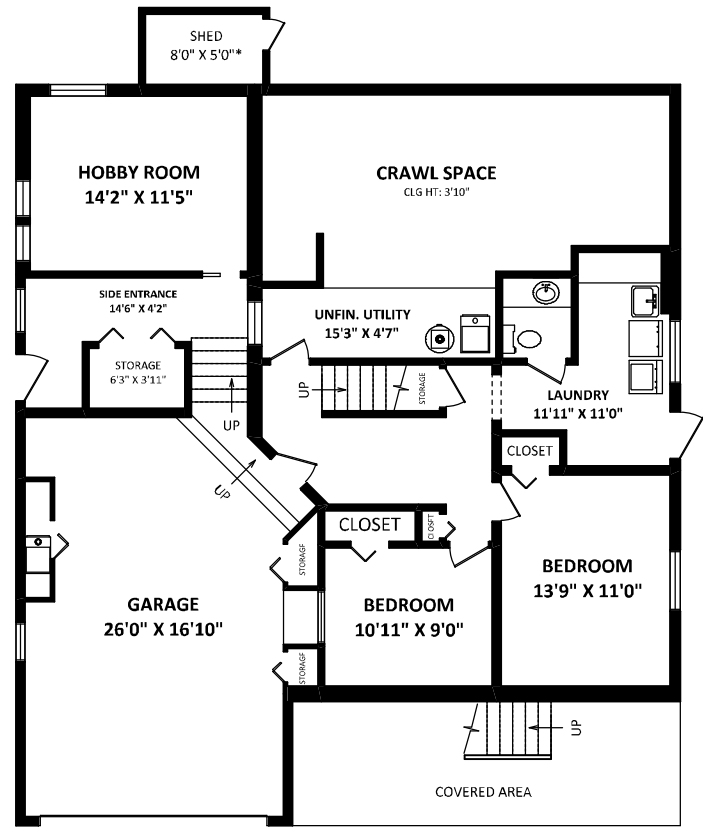 SHED
8'0" X 5'0"*
HOBBY ROOM
14'2" X 11'5"
CRAWL SPACE
CLG HT: 3'10"
SIDE ENTRANCE
14'6" X 4'2"
UNFIN. UTILITY
15'3" X 4'7"
STORAGE
6'3" X 3'11"
UP
STORAGE
LAUNDRY
11'11" X 11'0"
UP
CLOSET
UP
CLOSET
CLOSET
STORAGE
BEDROOM
13'9" X 11'0"
GARAGE
26'0" X 16'10"
BEDROOM
10'11" X 9'0"
STORAGE
UP
COVERED AREA